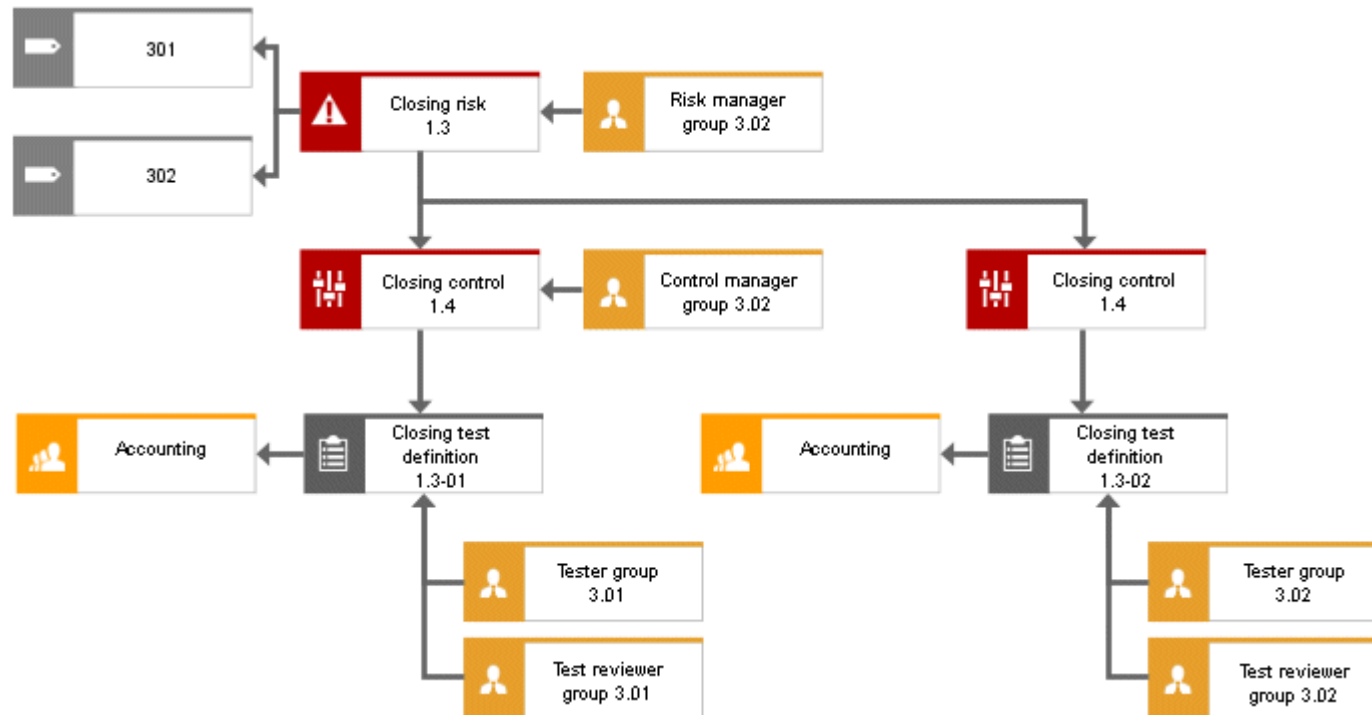 301
302
Closing risk
1.3
Risk manager
group 3.02
Closing control
1.4
Control manager
group 3.02
Closing control
1.4
Accounting
Closing test
definition
1.3-01
Accounting
Closing test
definition
1.3-02
Tester group
3.01
Tester group
3.02
Test reviewer
group 3.01
Test reviewer
group 3.02